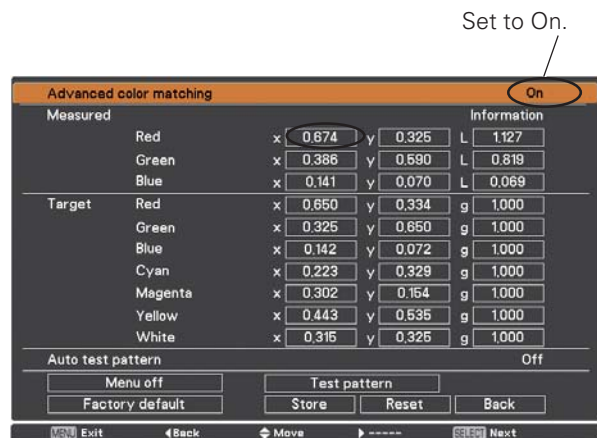 Set to On.
Advanced color matching On
Measured Information
Red x 0.674 y 0.325 L 1.127
Green x 0.386 y 0.590 L 0.819
Blue x 0.141 y 0.070 L 0.069
Target Red x 0.650 y 0.334 g 1.000
Green x 0.325 y 0.650 g 1.000
Blue x 0.142 y 0.072 g 1.000
Cyan x 0.223 y 0.329 g 1.000
Magenta x 0.302 y 0.154 g 1.000
Yellow x 0.443 y 0.535 g 1.000
White x 0.315 y 0.325 g 1.000
Auto test pattern Off
Menu off Test pattern
Factory default Store Reset Back
MENU Exit Back Move ----- SELECT Next